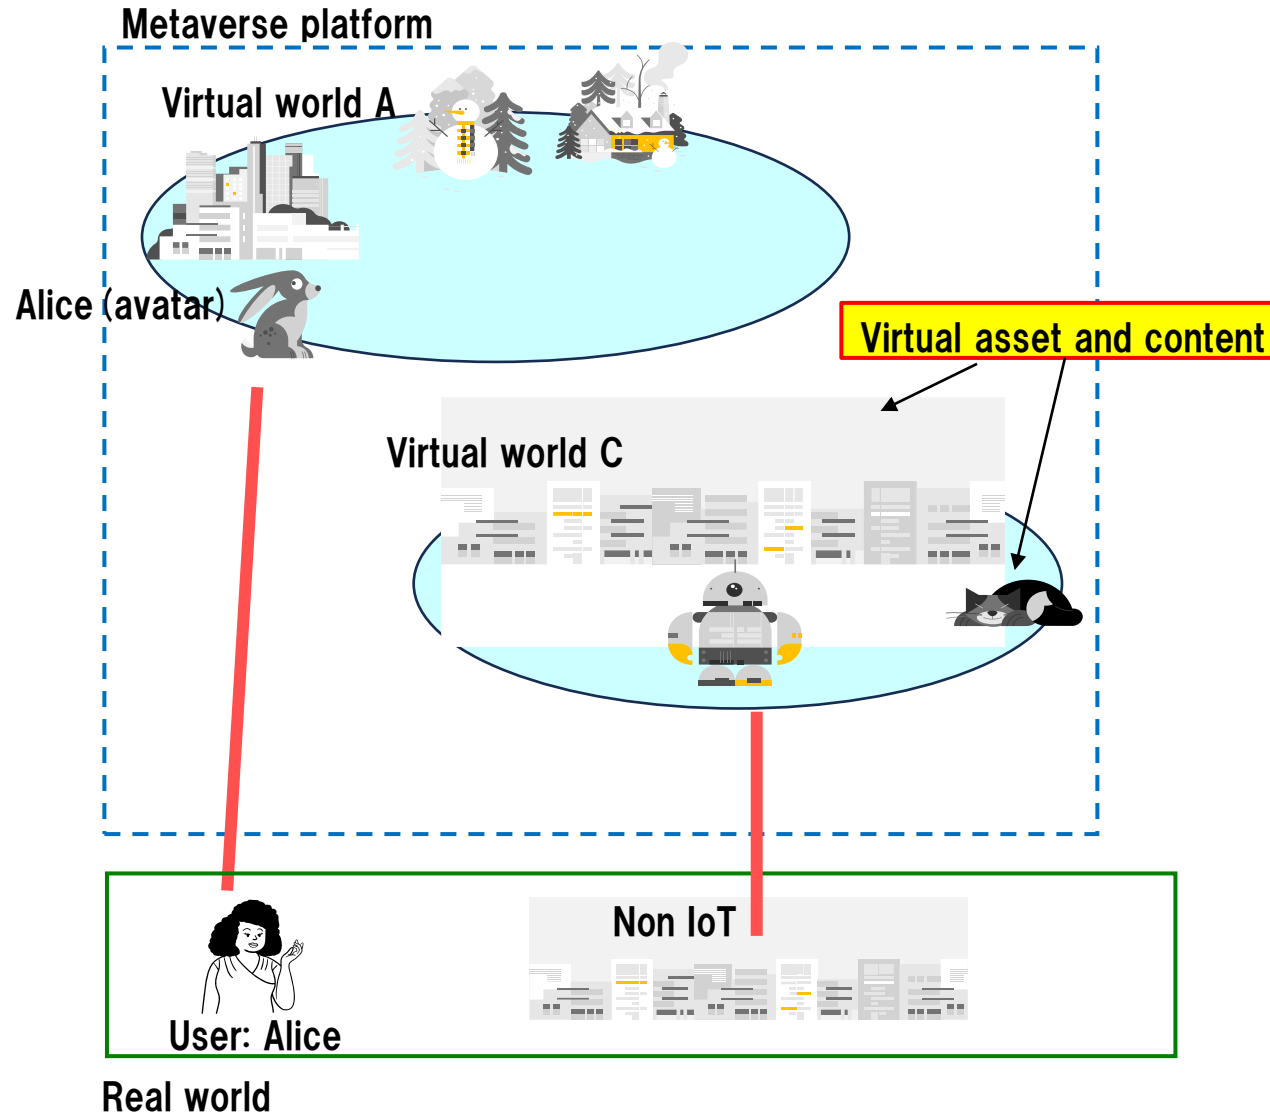 Metaverse platform
Virtual world A
Alice (avatar)
Virtual asset and content
Virtual world C
Non IoT
User: Alice
Real world